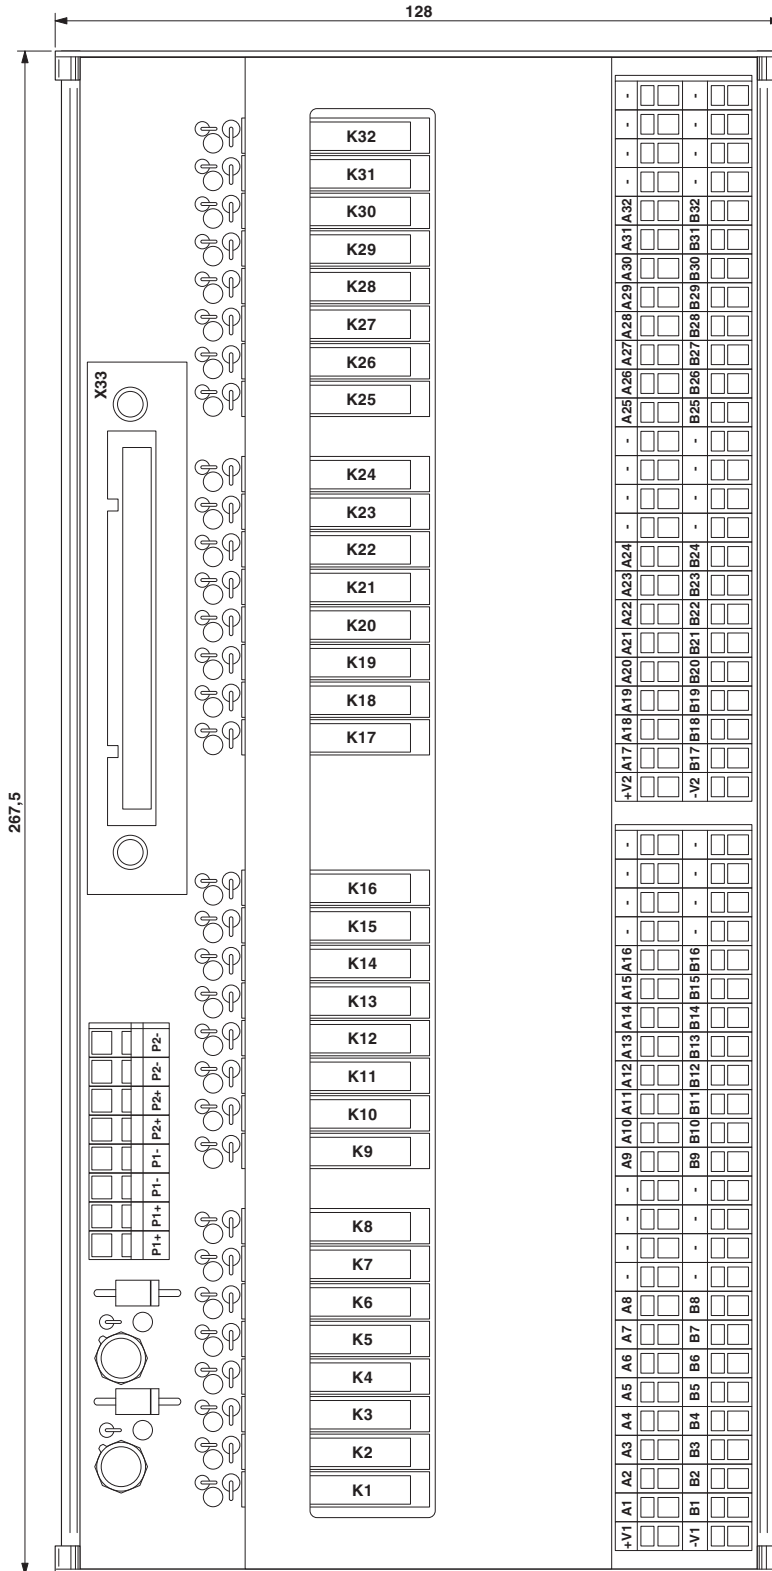 128
267,5
X33
K32
K31
K30
K29
K28
K27
K26
K25
K24
K23
K22
K21
K20
K19
K18
K17
K16
K15
K14
K13
K12
K11
K10
K9
K8
K7
K6
K5
K4
K3
K2
K1
P2-
P2-
P2+
P2+
P1-
P1-
P1+
P1+
- -
- -
- -
- -
A32 B32
A31 B31
A30 B30
A29 B29
A28 B28
A27 B27
A26 B26
A25 B25
- -
- -
- -
- -
A24 B24
A23 B23
A22 B22
A21 B21
A20 B20
A19 B19
A18 B18
A17 B17
+V2 -V2
- -
- -
- -
- -
A16 B16
A15 B15
A14 B14
A13 B13
A12 B12
A11 B11
A10 B10
A9 B9
- -
- -
- -
- -
A8 B8
A7 B7
A6 B6
A5 B5
A4 B4
A3 B3
A2 B2
A1 B1
+V1 -V1